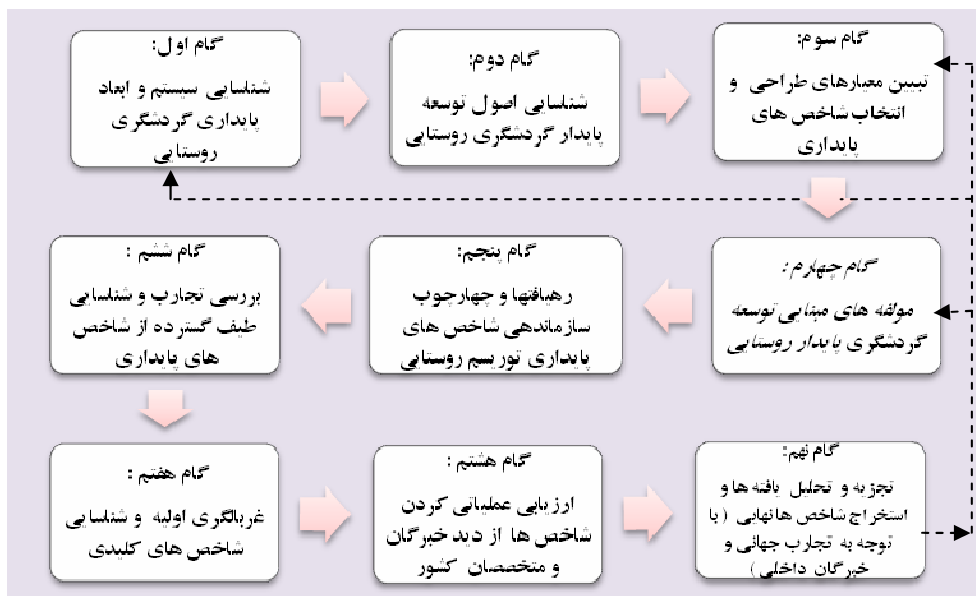 گام اول:
شناسایی سیستم و ابعاد
پایداری گردشگری
روستایی
گام دوم:
شناسایی اصول توسعه
پایدار گردشگری روستایی
گام سوم:
تبیین معیارهای طراحی و
انتخاب شاخص های
پایداری
گام چهارم:
مولفه های مبنایی توسعه
گردشگری پایدار روستایی
گام پنجم:
رهیافتها و چهارچوب
سازماندهی شاخص های
پایداری توریسم روستایی
گام ششم :
بررسی تجارب و شناسایی
طیف گسترده از شاخص
های پایداری
گام هفتم :
غربالگری اولیه و شناسایی
شاخص های کلیدی
گام هشتم :
ارزیابی عملیاتی کردن
شاخص ها از دید خبرگان
و متخصصان کشور
گام نهم:
تجزیه و تحلیل یافته ها و
استخراج شاخص هانهایی ( با
توجه به تجارب جهانی و
خبرگان داخلی)